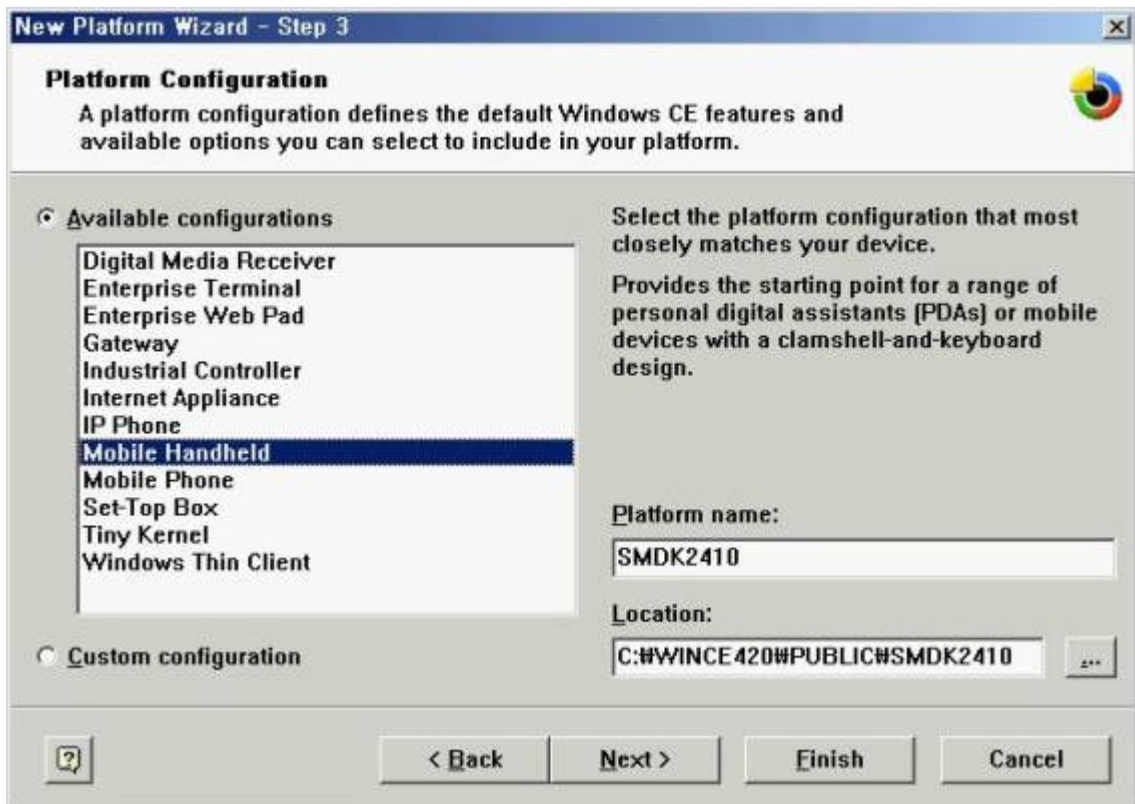 New Platform Wizard - Step 3
Platform Configuration
A platform configuration defines the default Windows CE features and
available options you can select to include in your platform.
Available configurations
Digital Media Receiver
Enterprise Terminal
Enterprise Web Pad
Gateway
Industrial Controller
Internet Appliance
IP Phone
Mobile Handheld
Mobile Phone
Set-Top Box
Tiny Kernel
Windows Thin Client
Custom configuration
Select the platform configuration that most
closely matches your device.
Provides the starting point for a range of
personal digital assistants (PDAs) or mobile
devices with a clamshell-and-keyboard
design.
Platform name:
SMDK2410
Location:
C:₩WINCE420₩PUBLIC₩SMDK2410
...
?
< Back
Next >
Finish
Cancel